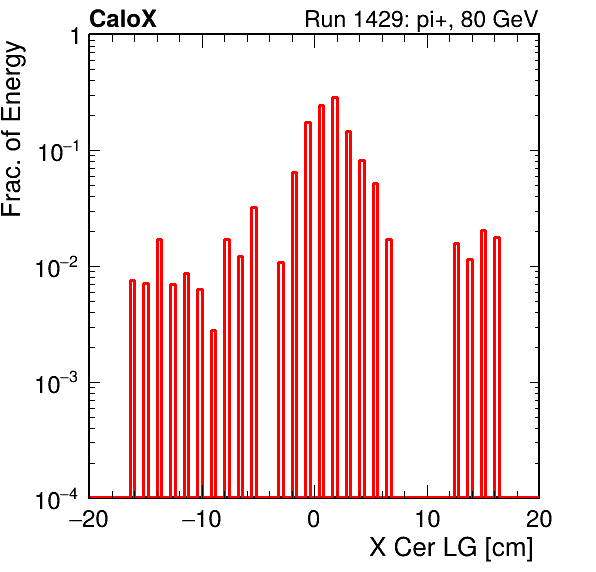 CaloX Run 1429: pi+, 80 GeV
Frac. of Energy
1
10⁻¹
10⁻²
10⁻³
10⁻⁴
−20 −10 0 10 20
X Cer LG [cm]